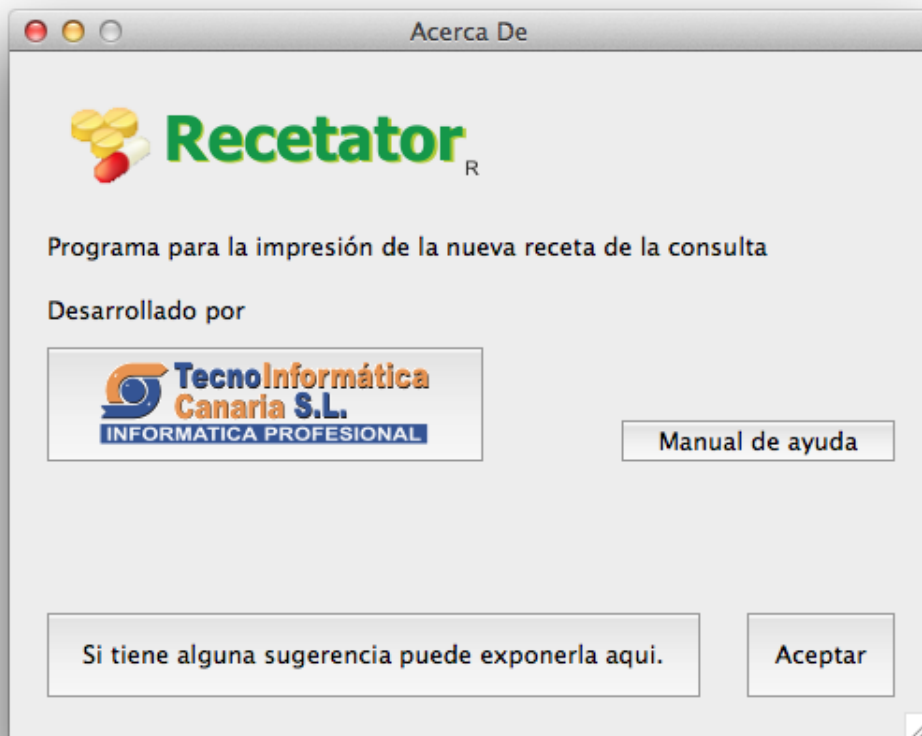 Acerca De
Recetator
R
Programa para la impresión de la nueva receta de la consulta
Desarrollado por
TecnoInformática
Canaria S.L.
INFORMATICA PROFESIONAL
Manual de ayuda
Si tiene alguna sugerencia puede exponerla aqui.
Aceptar